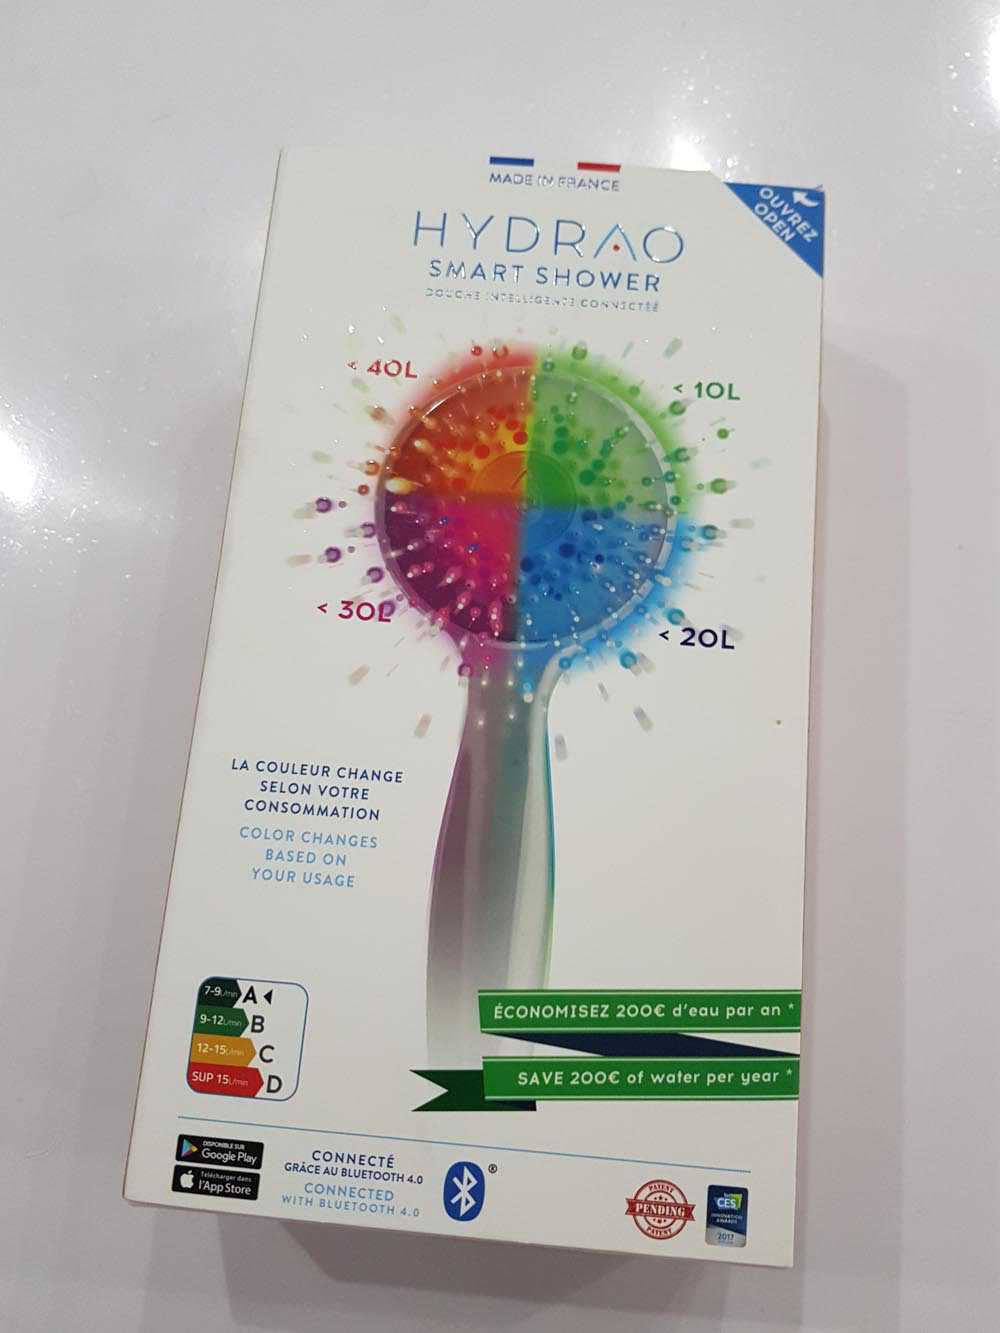 MADE IN FRANCE
OUVREZ
OPEN
HYDRAO
SMART SHOWER
DOUCHE INTELLIGENTE CONNECTÉE
< 40L
< 10L
< 30L
< 20L
LA COULEUR CHANGE
SELON VOTRE
CONSOMMATION
COLOR CHANGES
BASED ON
YOUR USAGE
7-9L/min A
9-12L/min B
12-15L/min C
SUP 15L/min D
ÉCONOMISEZ 200€ d'eau par an *
SAVE 200€ of water per year *
DISPONIBLE SUR
Google Play
Télécharger dans
l'App Store
CONNECTÉ
GRÂCE AU BLUETOOTH 4.0
CONNECTED
WITH BLUETOOTH 4.0
®
PATENT
PENDING
PATENT
CES
INNOVATION
AWARDS
2017